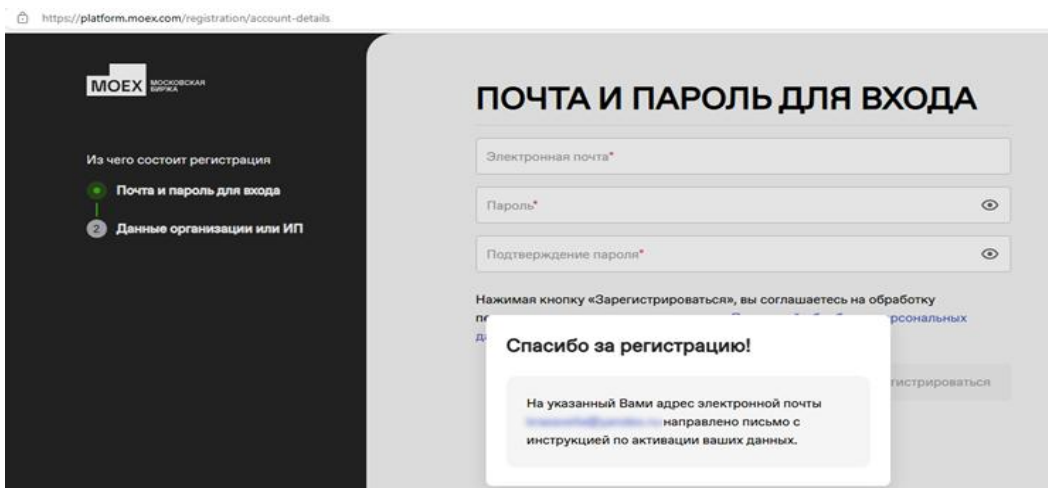 https://platform.moex.com/registration/account-details
MOEX МОСКОВСКАЯ
БИРЖА
ПОЧТА И ПАРОЛЬ ДЛЯ ВХОДА
Из чего состоит регистрация
Почта и пароль для входа
2 Данные организации или ИП
Электронная почта*
Пароль*
Подтверждение пароля*
Нажимая кнопку «Зарегистрироваться», вы соглашаетесь на обработку
Спасибо за регистрацию!
На указанный Вами адрес электронной почты
направлено письмо с
инструкцией по активации ваших данных.